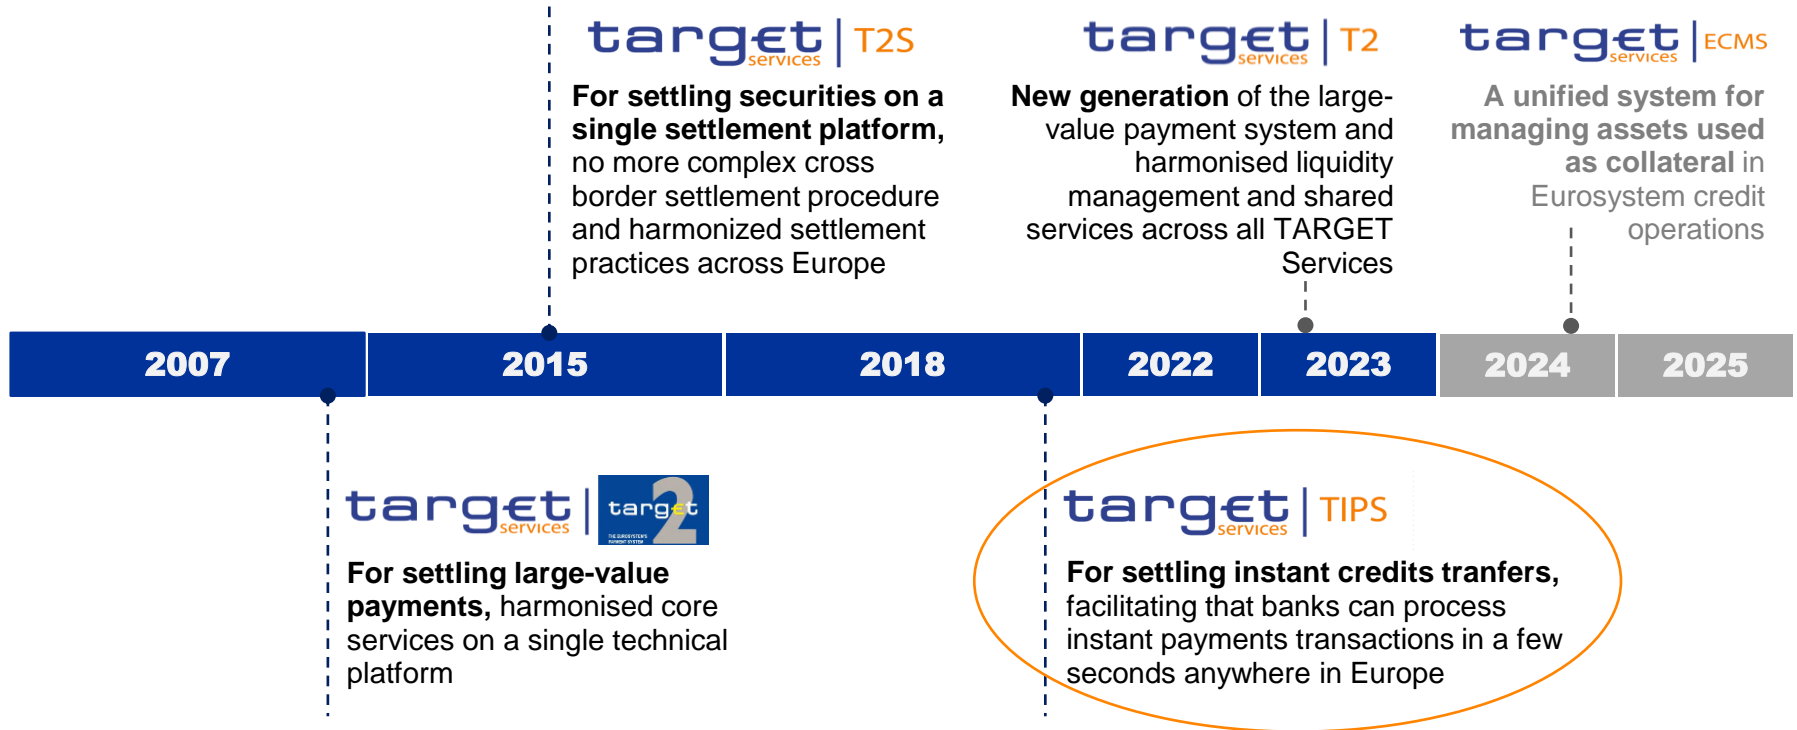 target services | T2S
For settling securities on a
single settlement platform,
no more complex cross
border settlement procedure
and harmonized settlement
practices across Europe
target services | T2
New generation of the large-
value payment system and
harmonised liquidity
management and shared
services across all TARGET
Services
target services | ECMS
A unified system for
managing assets used
as collateral in
Eurosystem credit
operations
2007
2015
2018
2022
2023
2024
2025
target services |
target 2
THE EUROSYSTEM'S
PAYMENT SYSTEM
For settling large-value
payments, harmonised core
services on a single technical
platform
target services | TIPS
For settling instant credits tranfers,
facilitating that banks can process
instant payments transactions in a few
seconds anywhere in Europe